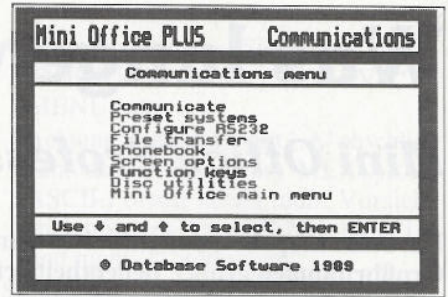 Mini Office PLUS Communications
Communications menu
Communicate
Preset systems
Configure RS232
File transfer
Phonebook
Screen options
Function keys
Disc utilities
Mini Office main menu
Use ↓ and ↑ to select, then ENTER
© Database Software 1989